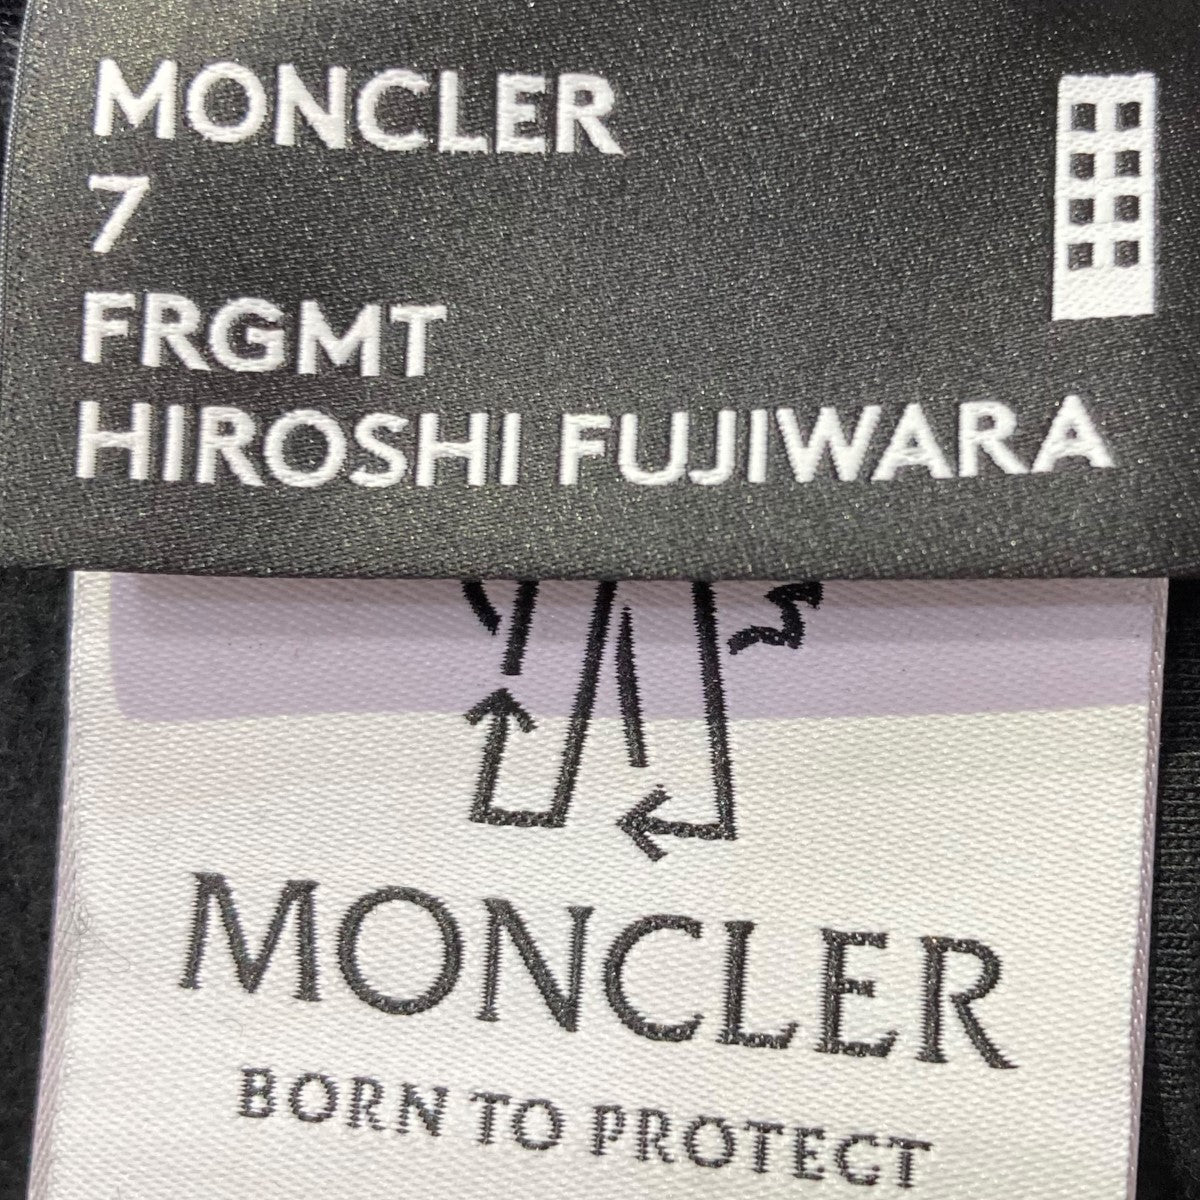 MONCLER
7
FRGMT
HIROSHI FUJIWARA
MONCLER
BORN TO PROTECT